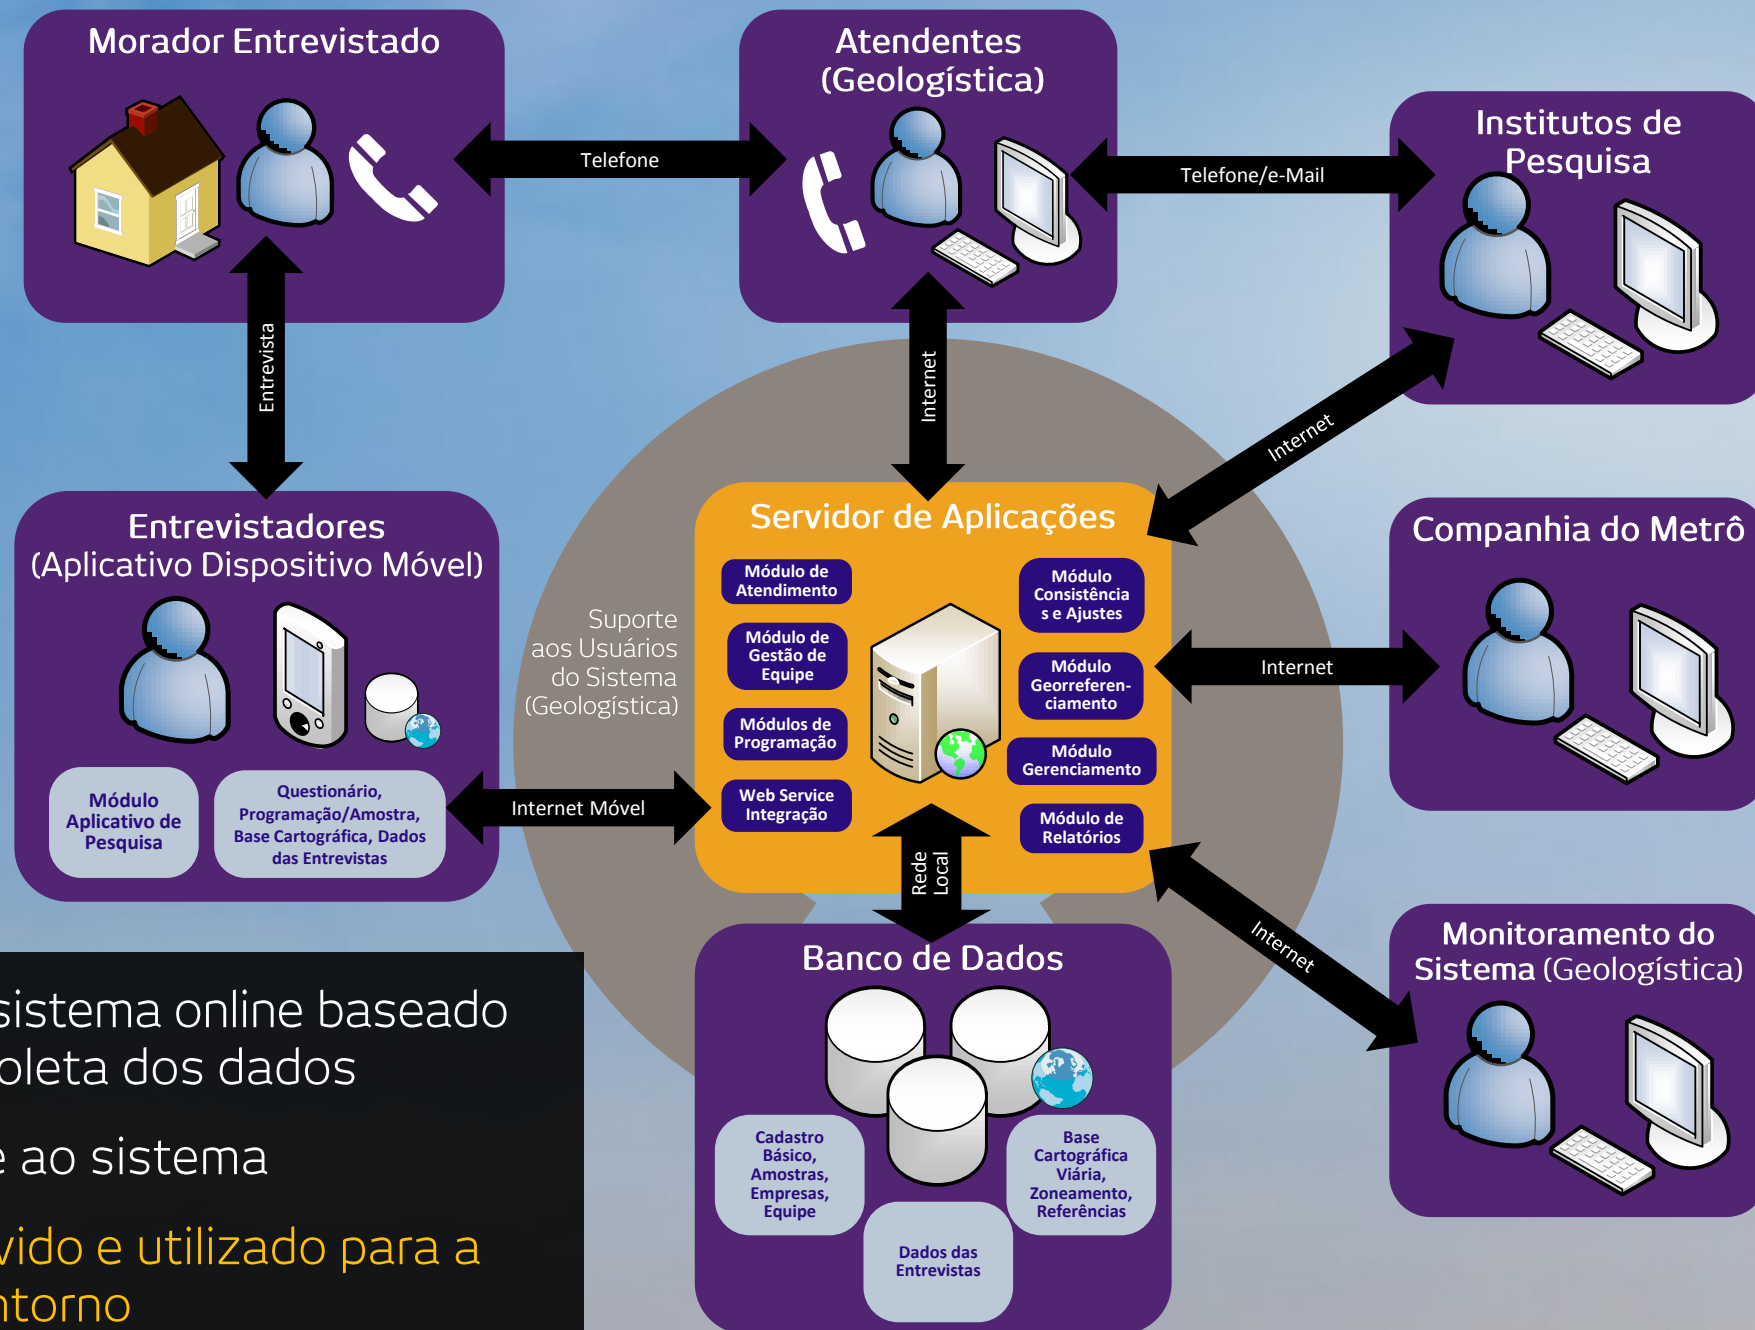 Morador Entrevistado
Atendentes
(Geologística)
Institutos de
Pesquisa
Telefone
Telefone/e-Mail
Entrevista
Internet
Internet
Entrevistadores
(Aplicativo Dispositivo Móvel)
Módulo
Aplicativo de
Pesquisa
Questionário,
Programação/Amostra,
Base Cartográfica, Dados
das Entrevistas
Internet Móvel
Suporte
aos Usuários
do Sistema
(Geologística)
Servidor de Aplicações
Módulo de
Atendimento
Módulo de
Gestão de
Equipe
Módulos de
Programação
Web Service
Integração
Módulo
Consistência
s e Ajustes
Módulo
Georreferen-
ciamento
Módulo
Gerenciamento
Módulo de
Relatórios
Internet
Companhia do Metrô
Rede
Local
Internet
Monitoramento do
Sistema (Geologística)
Banco de Dados
Cadastro
Básico,
Amostras,
Empresas,
Equipe
Dados das
Entrevistas
Base
Cartográfica
Viária,
Zoneamento,
Referências
sistema online baseado
oleta dos dados
e ao sistema
vido e utilizado para a
ntorno